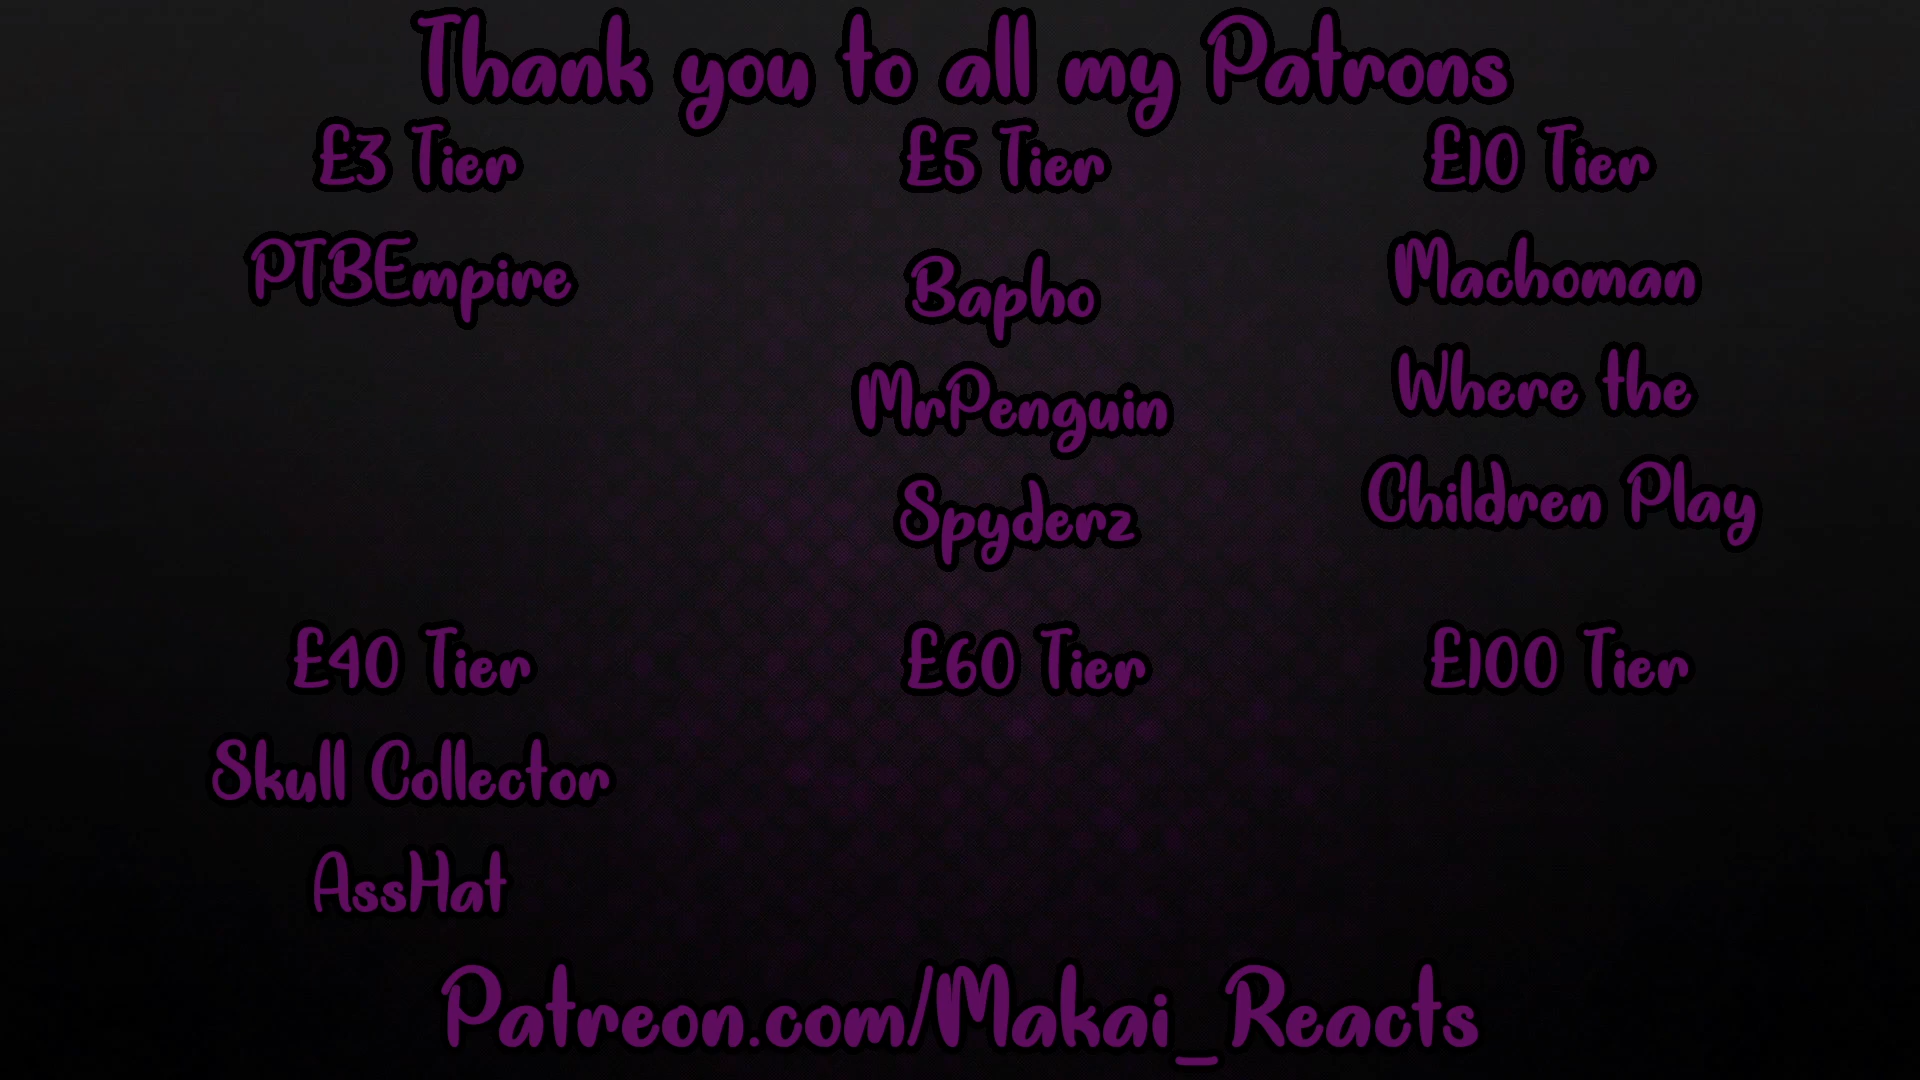 Thank you to all my Patrons
£3 Tier
PTBEmpire
£5 Tier
Bapho
MrPenguin
Spyderz
£10 Tier
Machoman
Where the
Children Play
£40 Tier
Skull Collector
AssHat
£60 Tier
£100 Tier
Patreon.com/Makai_Reacts